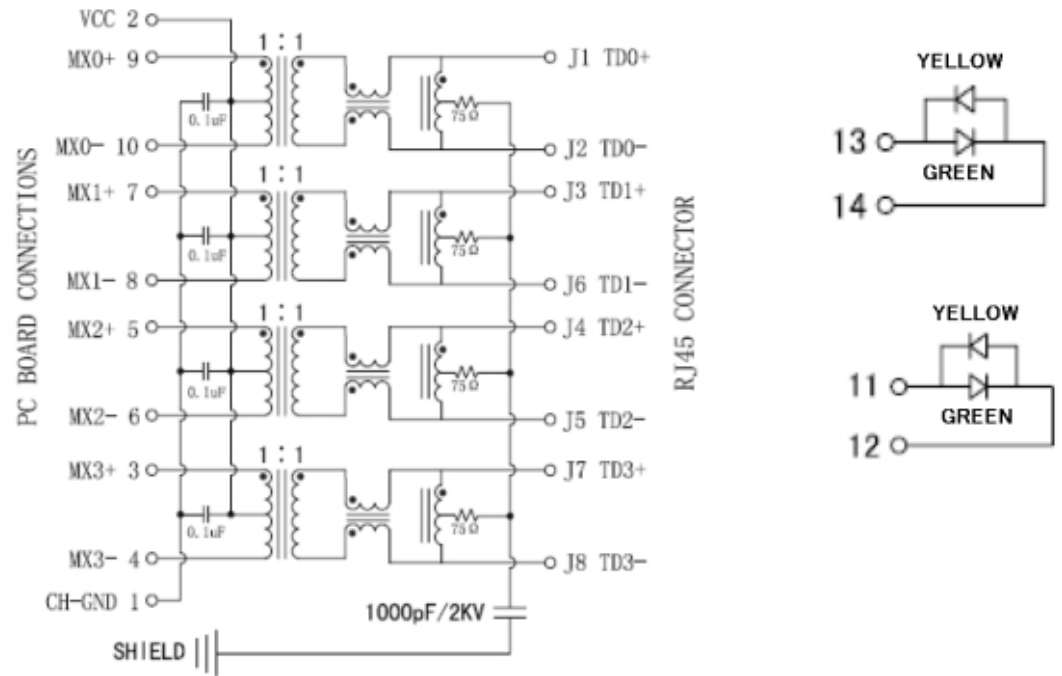 VCC 2
1 : 1
MX0+ 9
J1 TD0+
0.1uF
75Ω
MX0- 10
J2 TD0-
1 : 1
MX1+ 7
J3 TD1+
0.1uF
75Ω
MX1- 8
J6 TD1-
1 : 1
MX2+ 5
J4 TD2+
0.1uF
75Ω
MX2- 6
J5 TD2-
1 : 1
MX3+ 3
J7 TD3+
0.1uF
75Ω
MX3- 4
J8 TD3-
CH-GND 1
1000pF/2KV
SHIELD
PC BOARD CONNECTIONS
RJ45 CONNECTOR
YELLOW
13
GREEN
14
YELLOW
11
GREEN
12